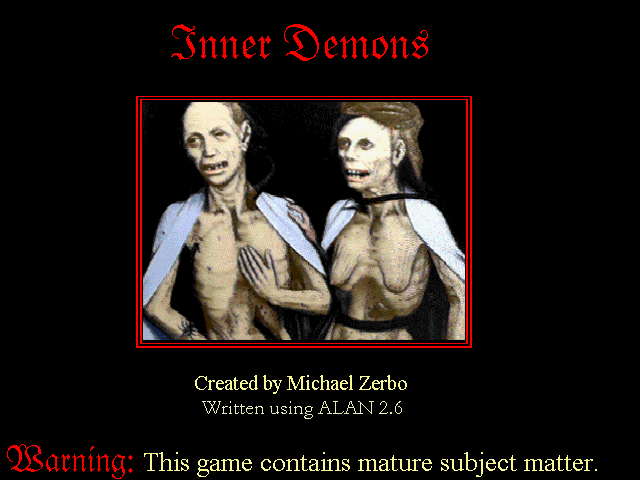 Inner Demons
Created by Michael Zerbo
Written using ALAN 2.6
Warning: This game contains mature subject matter.